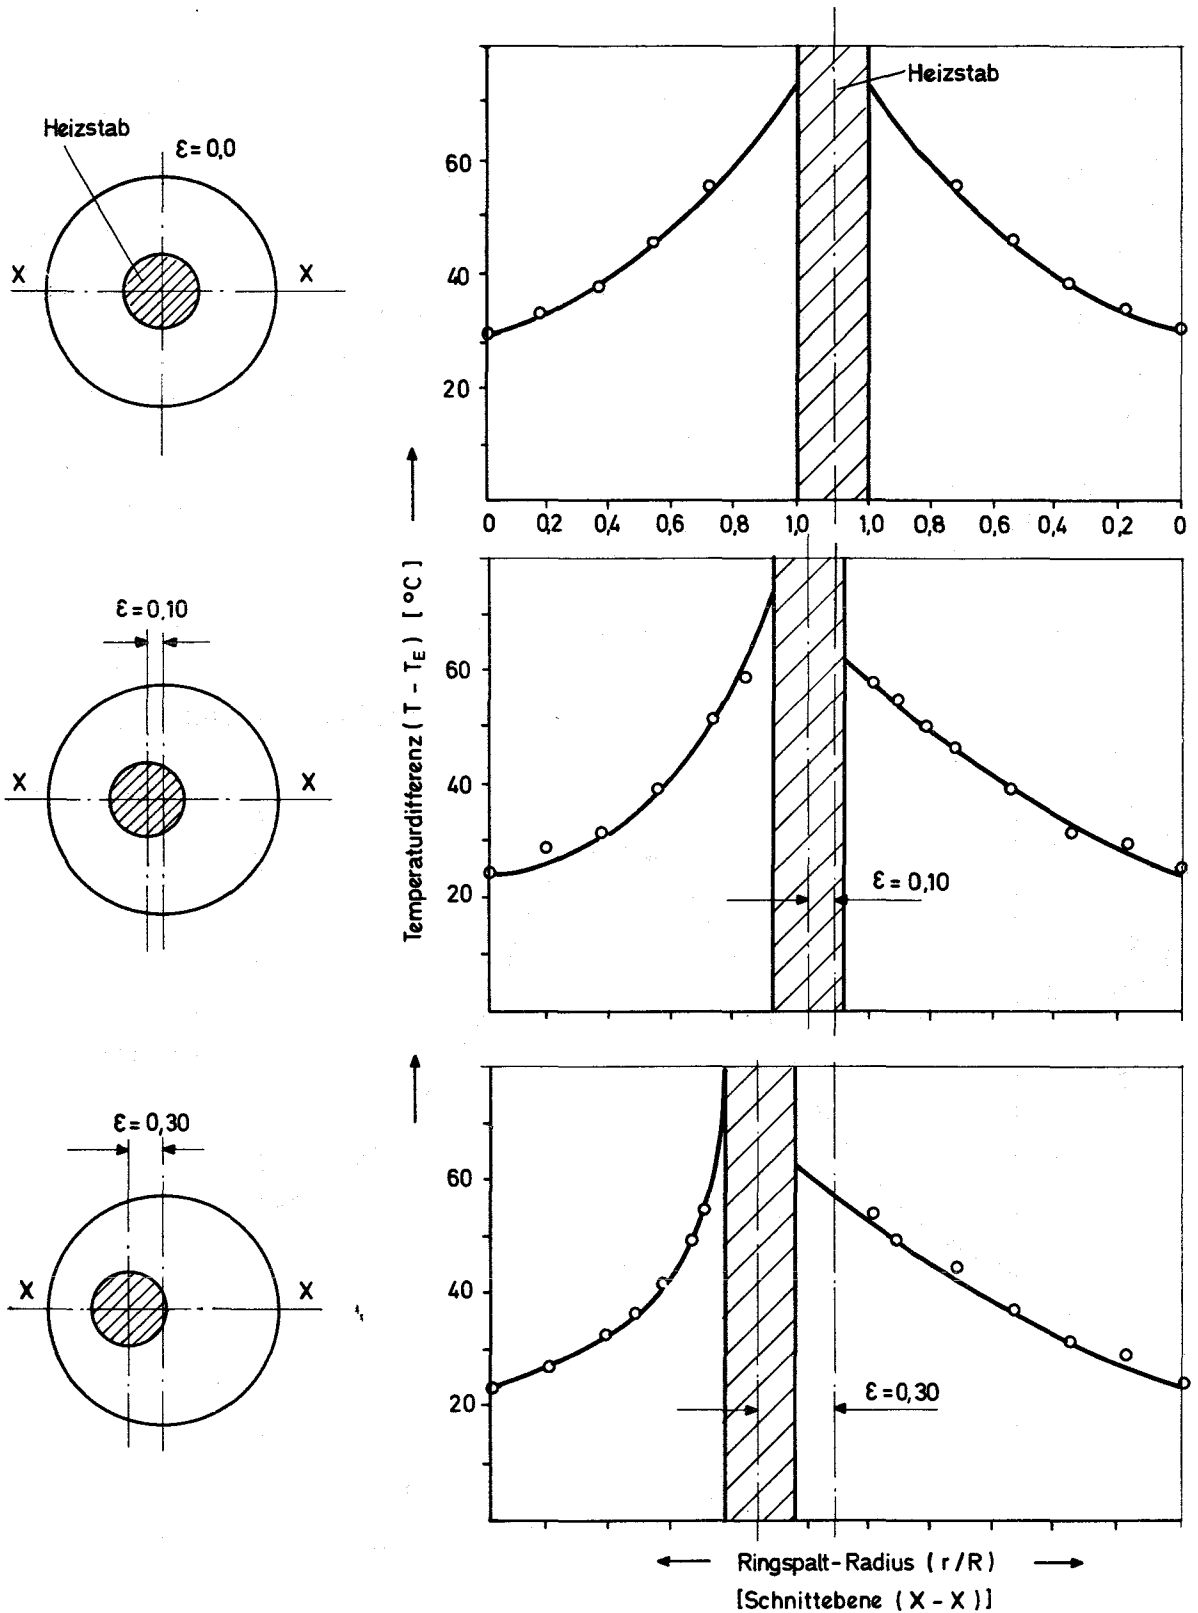 Heizstab
ε = 0,0
X
X
Heizstab
60
40
20
0 0,2 0,4 0,6 0,8 1,0 1,0 0,8 0,6 0,4 0,2 0
Temperaturdifferenz ( T - T_E ) [ °C ]
ε = 0,10
X
X
60
40
20
ε = 0,10
ε = 0,30
X
X
60
40
20
ε = 0,30
Ringspalt-Radius ( r / R )
[Schnittebene ( X - X )]